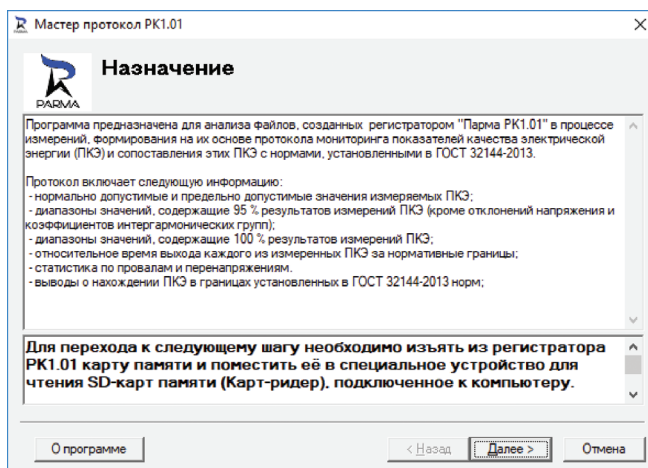 Мастер протокол РК1.01
PARMA
Назначение
Программа предназначена для анализа файлов, созданных регистратором "Парма РК1.01" в процессе
измерений, формирования на их основе протокола мониторинга показателей качества электрической
энергии (ПКЭ) и сопоставления этих ПКЭ с нормами, установленными в ГОСТ 32144-2013.
Протокол включает следующую информацию:
- нормально допустимые и предельно допустимые значения измеряемых ПКЭ;
- диапазоны значений, содержащие 95 % результатов измерений ПКЭ (кроме отклонений напряжения и
коэффициентов интергармонических групп);
- диапазоны значений, содержащие 100 % результатов измерений ПКЭ;
- относительное время выхода каждого из измеренных ПКЭ за нормативные границы;
- статистика по провалам и перенапряжениям.
- выводы о нахождении ПКЭ в границах установленных в ГОСТ 32144-2013 норм;
Для перехода к следующему шагу необходимо изъять из регистратора
РК1.01 карту памяти и поместить её в специальное устройство для
чтения SD-карт памяти (Карт-ридер), подключенное к компьютеру.
О программе
< Назад
Далее >
Отмена